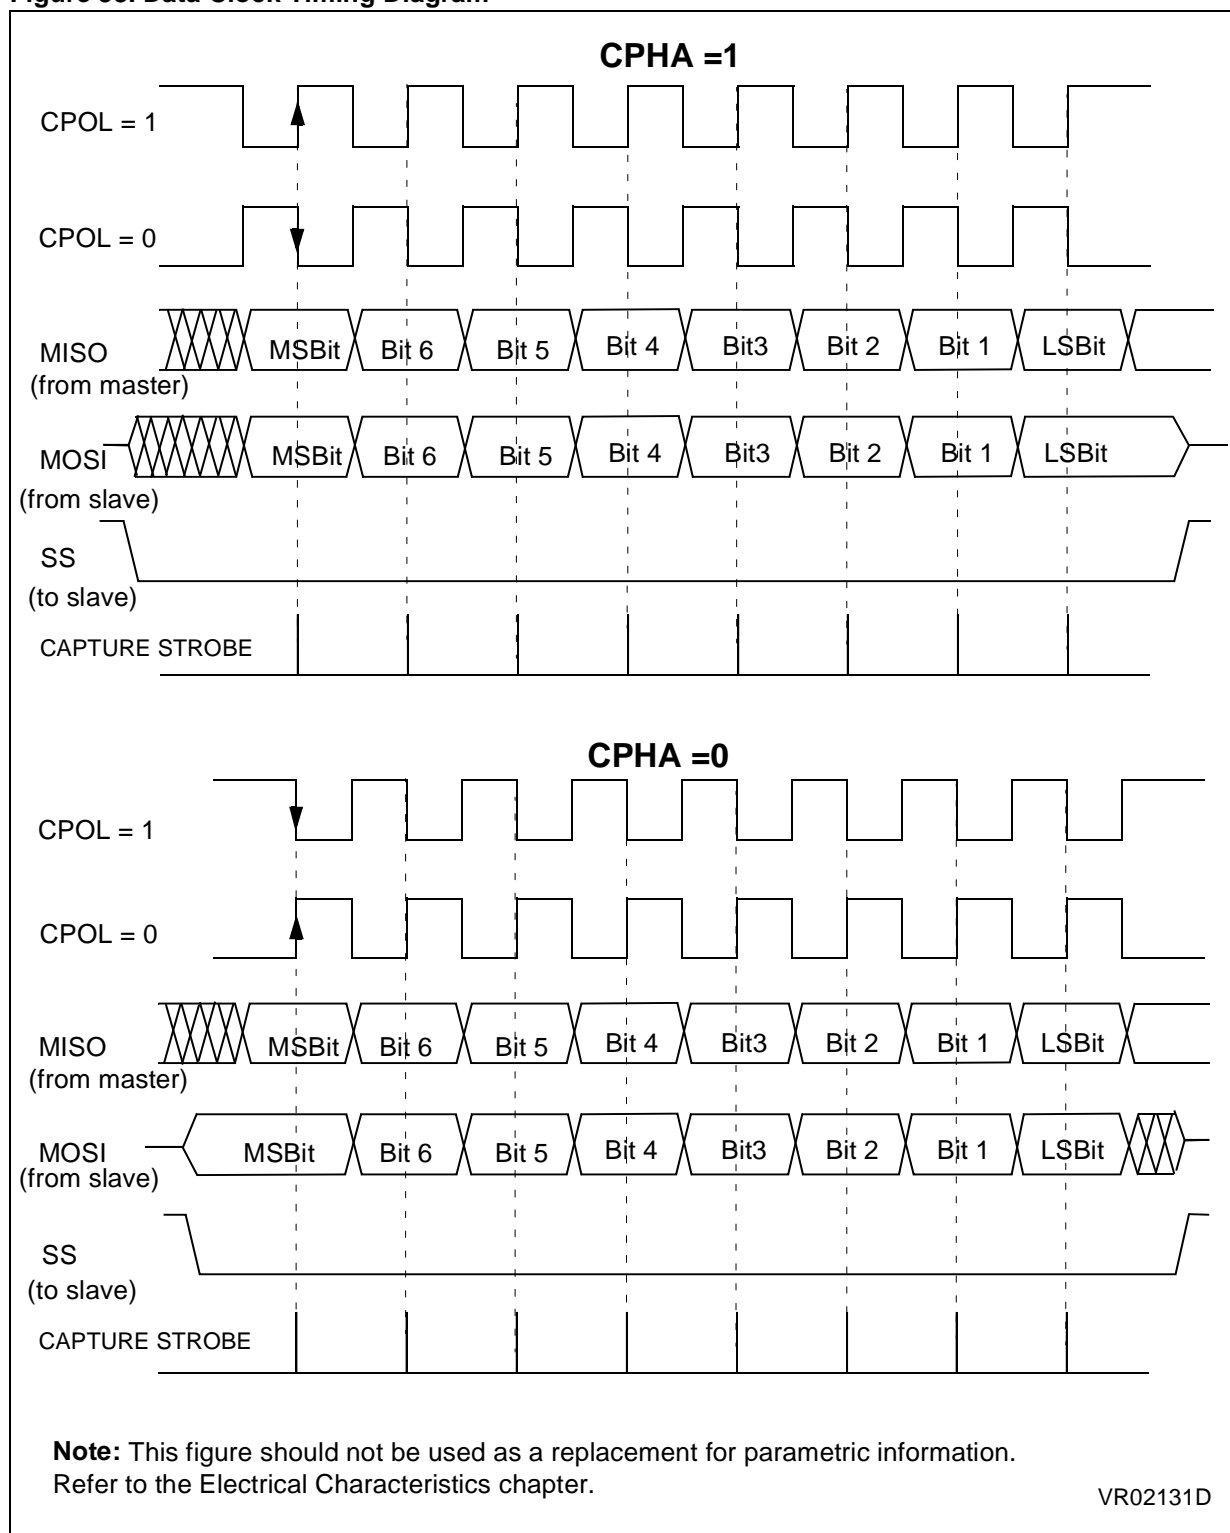 CPHA =1
CPOL = 1
CPOL = 0
MISO
(from master)
MSBit Bit 6 Bit 5 Bit 4 Bit3 Bit 2 Bit 1 LSBit
MOSI
(from slave)
MSBit Bit 6 Bit 5 Bit 4 Bit3 Bit 2 Bit 1 LSBit
SS
(to slave)
CAPTURE STROBE
CPHA =0
CPOL = 1
CPOL = 0
MISO
(from master)
MSBit Bit 6 Bit 5 Bit 4 Bit3 Bit 2 Bit 1 LSBit
MOSI
(from slave)
MSBit Bit 6 Bit 5 Bit 4 Bit3 Bit 2 Bit 1 LSBit
SS
(to slave)
CAPTURE STROBE
Note: This figure should not be used as a replacement for parametric information.
Refer to the Electrical Characteristics chapter.
VR02131D